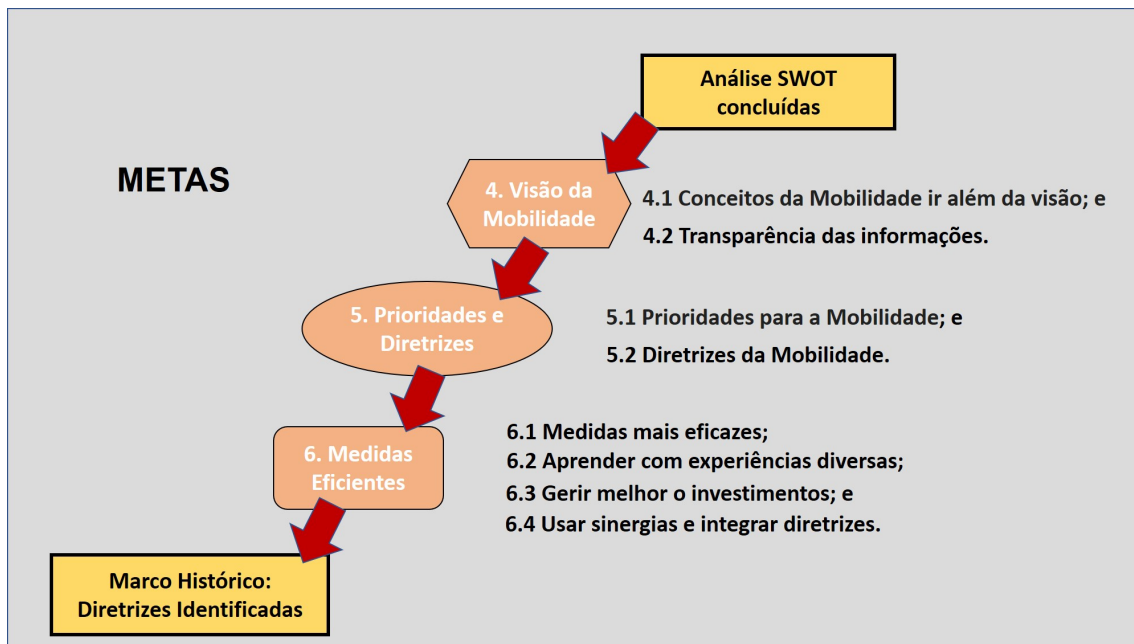 Análise SWOT
concluídas
METAS
4. Visão da
Mobilidade
4.1 Conceitos da Mobilidade ir além da visão; e
4.2 Transparência das informações.
5. Prioridades e
Diretrizes
5.1 Prioridades para a Mobilidade; e
5.2 Diretrizes da Mobilidade.
6. Medidas
Eficientes
6.1 Medidas mais eficazes;
6.2 Aprender com experiências diversas;
6.3 Gerir melhor o investimentos; e
6.4 Usar sinergias e integrar diretrizes.
Marco Histórico:
Diretrizes Identificadas